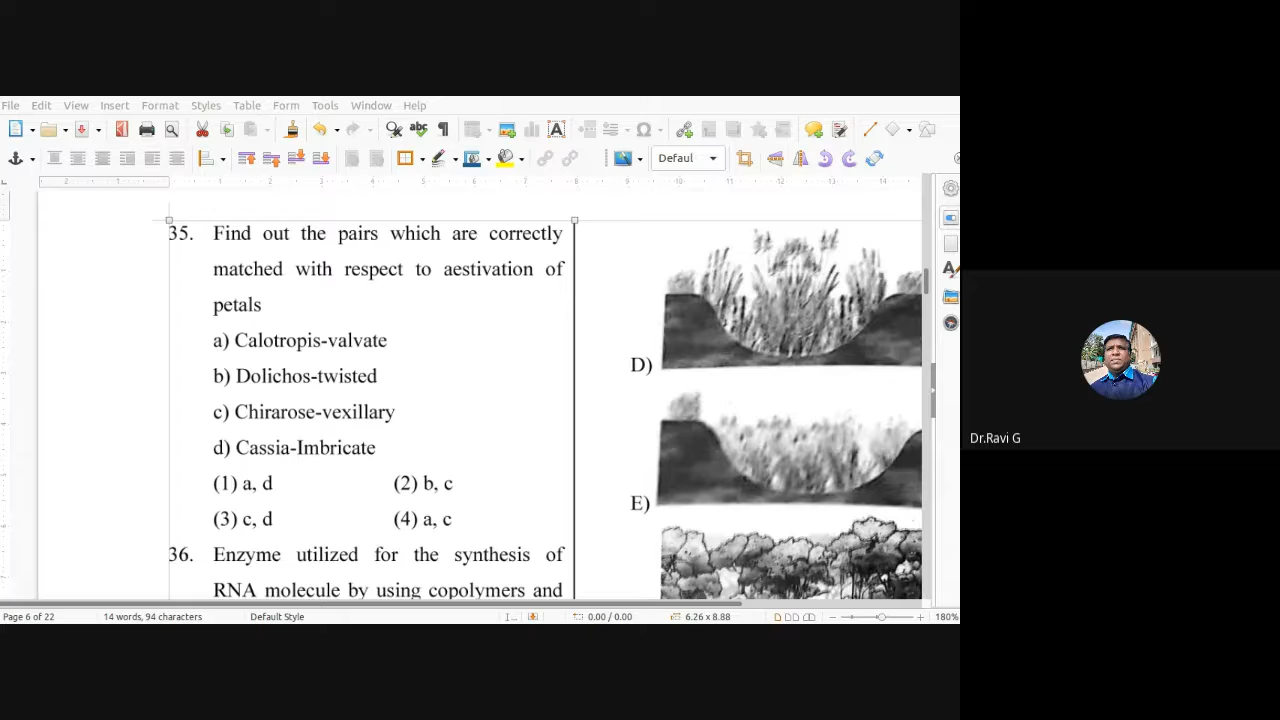 File Edit View Insert Format Styles Table Form Tools Window Help
Defaul
35. Find out the pairs which are correctly
matched with respect to aestivation of
petals
a) Calotropis-valvate
b) Dolichos-twisted
c) Chirarose-vexillary
d) Cassia-Imbricate
(1) a, d (2) b, c
(3) c, d (4) a, c
36. Enzyme utilized for the synthesis of
RNA molecule by using copolymers and
D)
E)
Dr.Ravi G
Page 6 of 22 14 words, 94 characters Default Style 0.00 / 0.00 6.26 x 8.88 180%